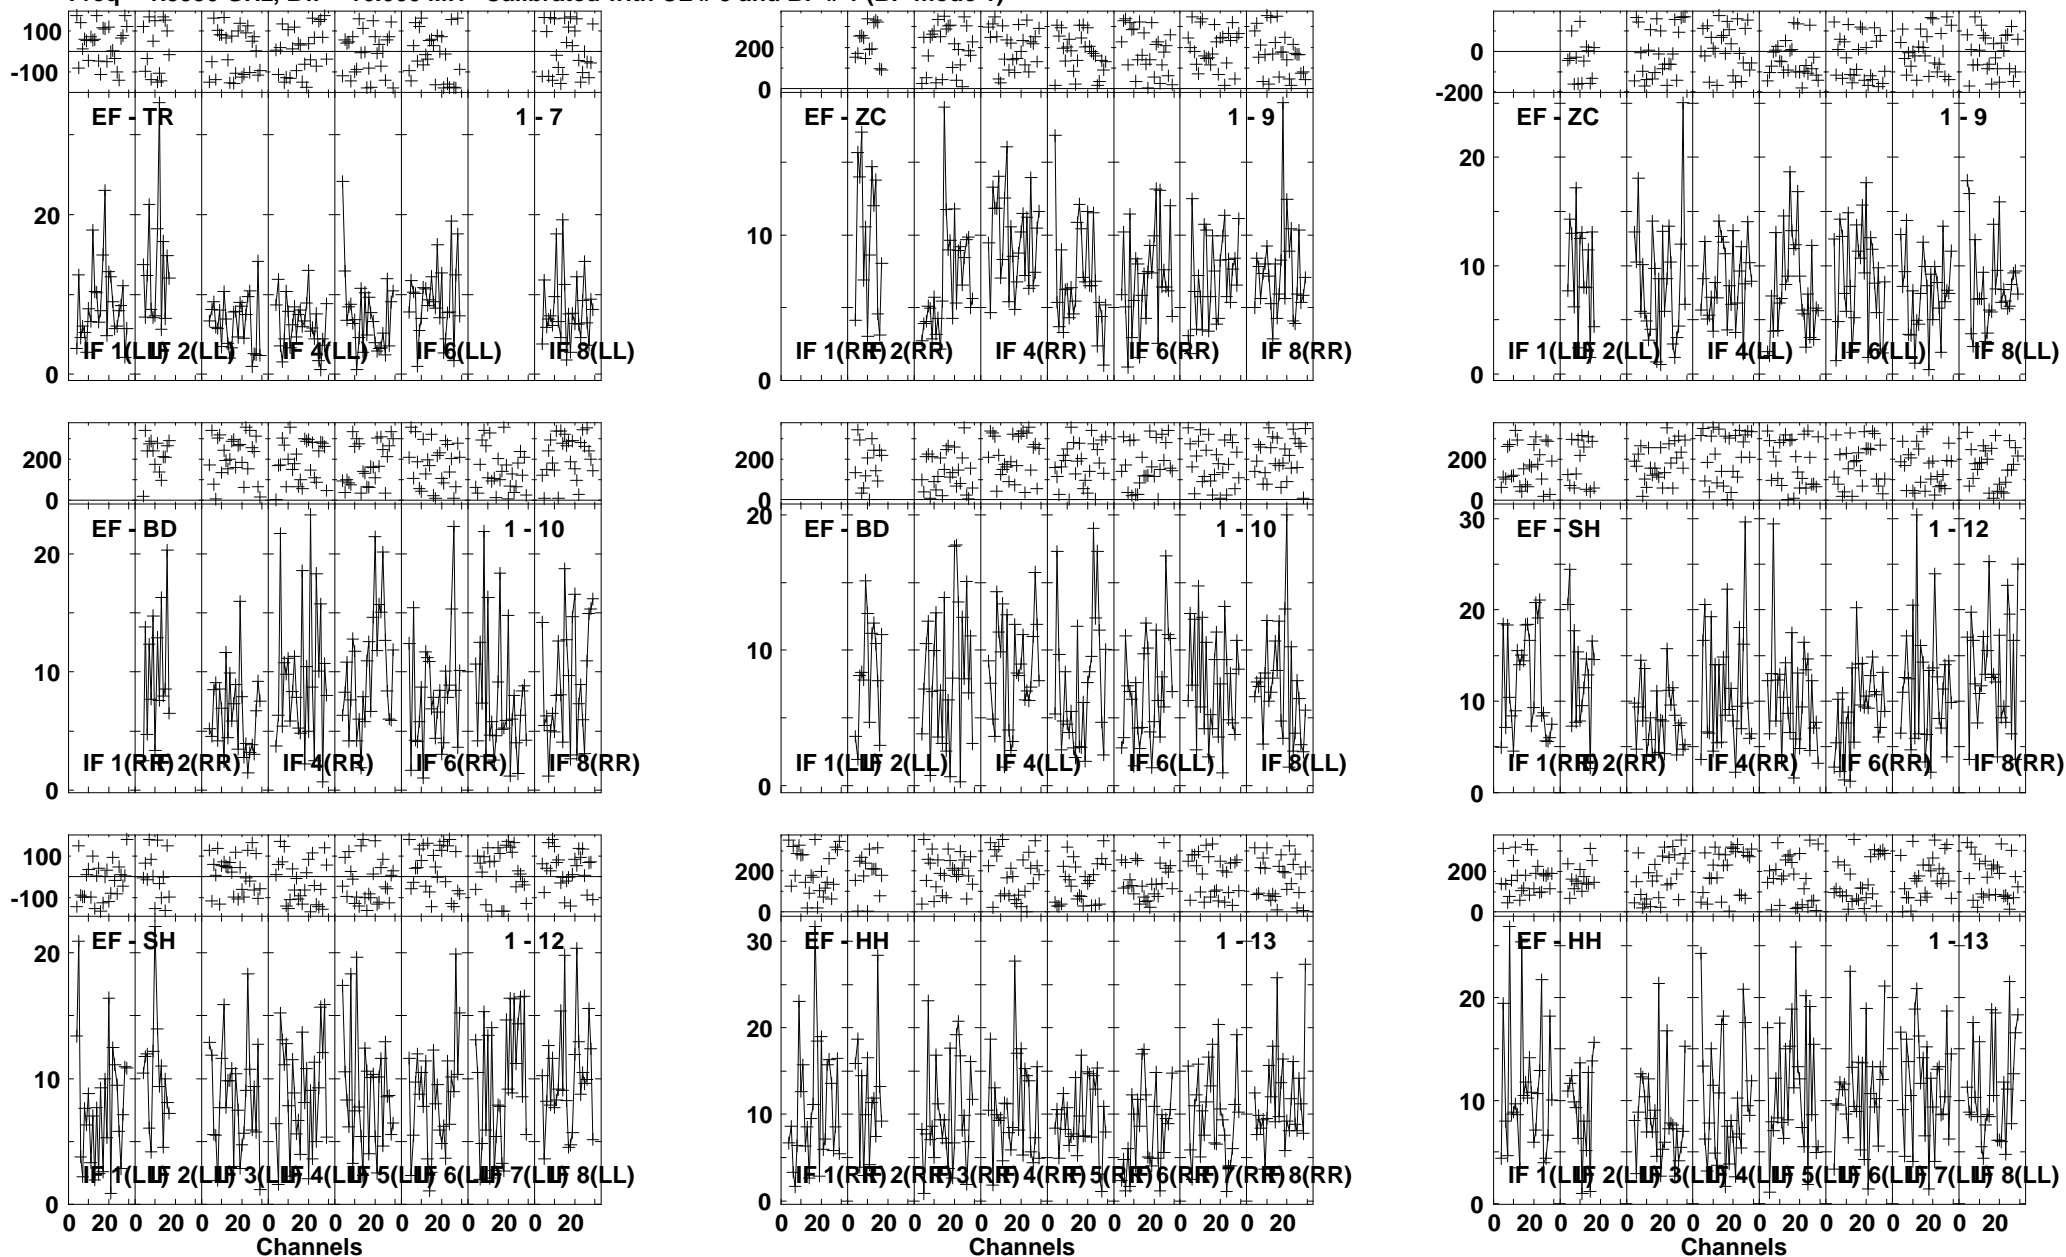 100
-100
EF - TR 1 - 7
20
0
IF 1(LL) IF 2(LL) IF 4(LL) IF 6(LL) IF 8(LL)
200
0
EF - ZC 1 - 9
10
0
IF 1(RR) IF 2(RR) IF 4(RR) IF 6(RR) IF 8(RR)
0
-200
EF - ZC 1 - 9
20
10
0
IF 1(LL) IF 2(LL) IF 4(LL) IF 6(LL) IF 8(LL)
200
0
EF - BD 1 - 10
20
10
0
IF 1(RR) IF 2(RR) IF 4(RR) IF 6(RR) IF 8(RR)
200
0
EF - BD 1 - 10
20
10
0
IF 1(LL) IF 2(LL) IF 4(LL) IF 6(LL) IF 8(LL)
200
0
EF - SH 1 - 12
30
20
10
0
IF 1(RR) IF 2(RR) IF 4(RR) IF 6(RR) IF 8(RR)
100
-100
EF - SH 1 - 12
20
10
0
IF 1(LL) IF 2(LL) IF 3(LL) IF 4(LL) IF 5(LL) IF 6(LL) IF 7(LL) IF 8(LL)
0 20 0 20 0 20 0 20 0 20 0 20 0 20 0 20
Channels
200
0
EF - HH 1 - 13
30
20
10
0
IF 1(RR) IF 2(RR) IF 3(RR) IF 4(RR) IF 5(RR) IF 6(RR) IF 7(RR) IF 8(RR)
0 20 0 20 0 20 0 20 0 20 0 20 0 20 0 20
Channels
200
0
EF - HH 1 - 13
20
10
0
IF 1(LL) IF 2(LL) IF 3(LL) IF 4(LL) IF 5(LL) IF 6(LL) IF 7(LL) IF 8(LL)
0 20 0 20 0 20 0 20 0 20 0 20 0 20 0 20
Channels